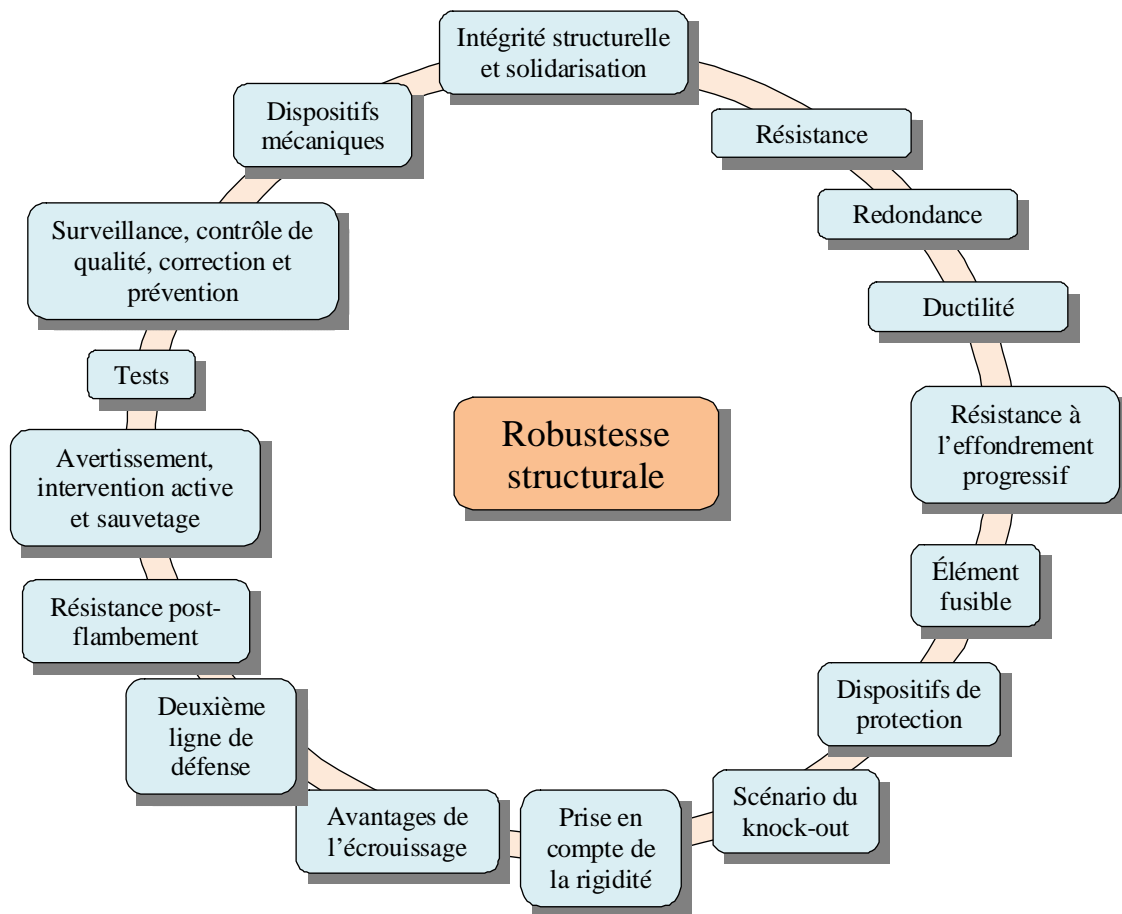 Intégrité structurelle
et solidarisation
Résistance
Redondance
Ductilité
Résistance à
l’effondrement
progressif
Élément
fusible
Dispositifs de
protection
Scénario du
knock-out
Prise en
compte de
la rigidité
Avantages de
l’écrouissage
Deuxième
ligne de
défense
Résistance post-
flambement
Avertissement,
intervention active
et sauvetage
Tests
Surveillance, contrôle de
qualité, correction et
prévention
Dispositifs
mécaniques
Robustesse
structurale